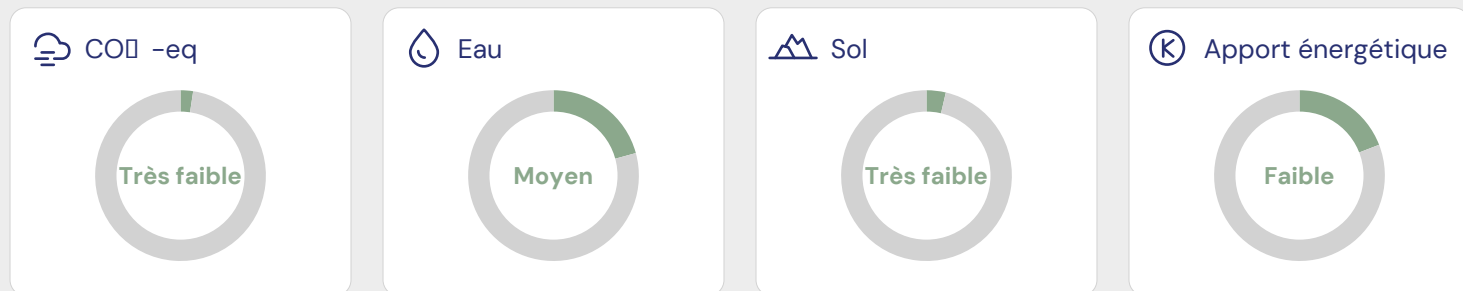 CO▯ -eq
Très faible
Eau
Moyen
Sol
Très faible
Apport énergétique
Faible